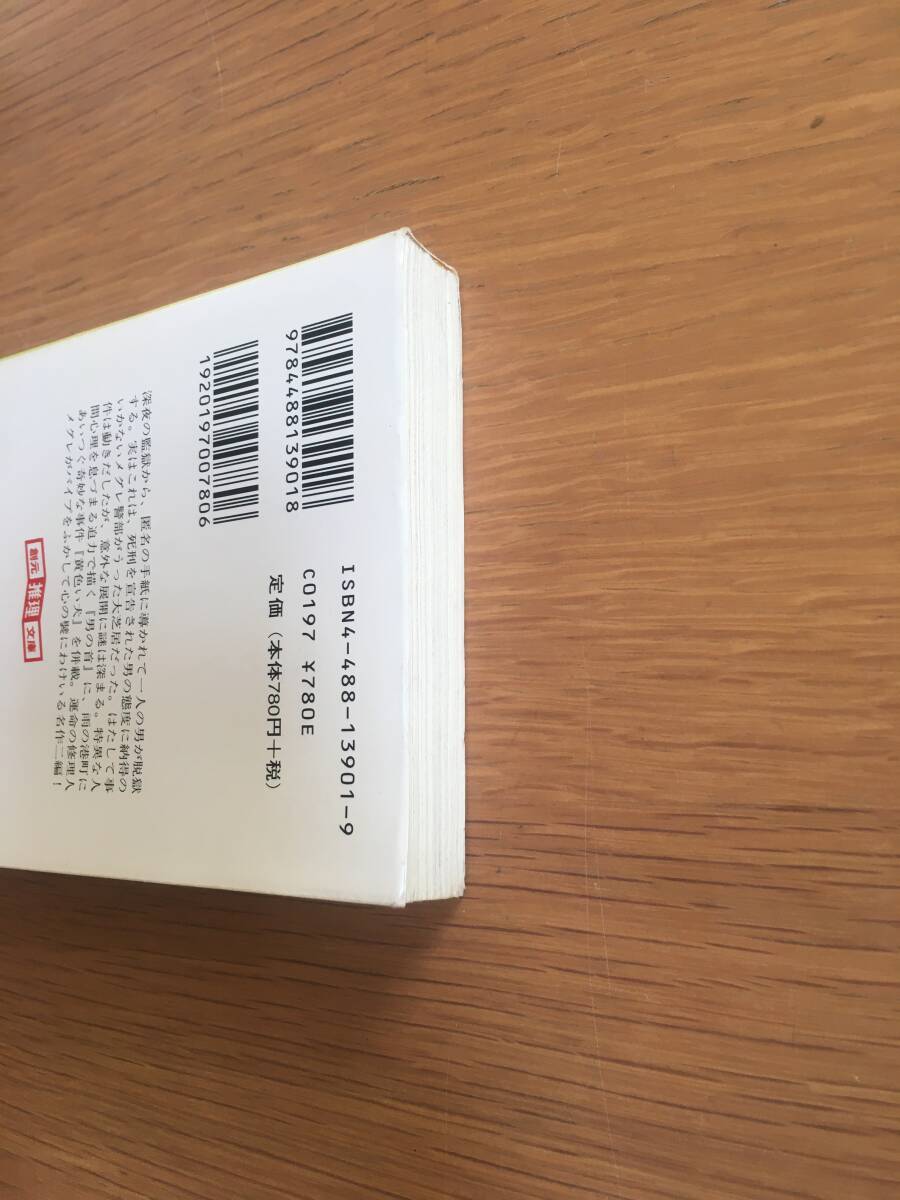 9784488139018
1920197007806
ISBN4-488-13901-9
C0197 ¥780E
定価（本体780円＋税）
深夜の監獄から、匿名の手紙に導かれて一人の男が脱獄
する。実はこれは、死刑を宣告された男の態度に納得の
いかないメグレ警部がうった大芝居だった。はたして事
件は動きだしたが、意外な展開に謎は深まる。特異な人
間心理を息づまる迫力で描く『男の首』に、雨の港町に
あいつぐ奇妙な事件『黄色い犬』を併載。運命の修理人
メグレがパイプをふかして心の襞にわけいる名作二編！
創元 推理 文庫